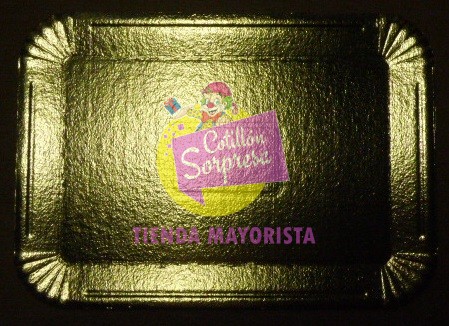 Cotillón
Sorpresa
TIENDA MAYORISTA